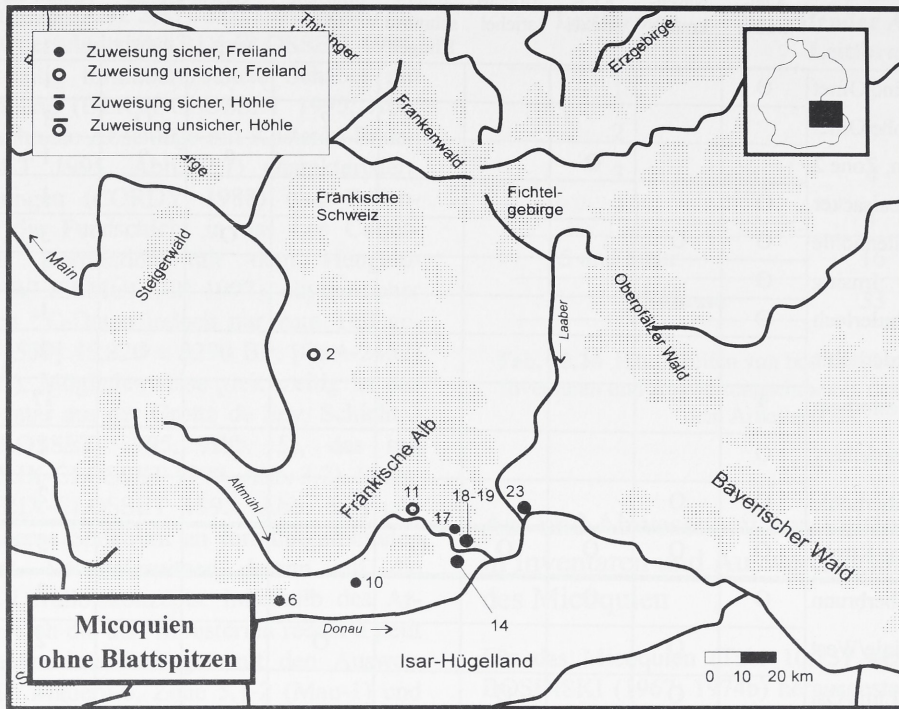 Thüringer
Erzgebirge
Zuweisung sicher, Freiland
Zuweisung unsicher, Freiland
Zuweisung sicher, Höhle
Zuweisung unsicher, Höhle
Frankenwald
Fränkische
Schweiz
Fichtel-
gebirge
Main
Steigerwald
Oberpfälzer Wald
Laaber
2
Altmühl
Fränkische Alb
11
18-19
23
17
Bayerischer Wald
10
6
14
Donau
Micoquien
ohne Blattspitzen
Isar-Hügelland
0 10 20 km